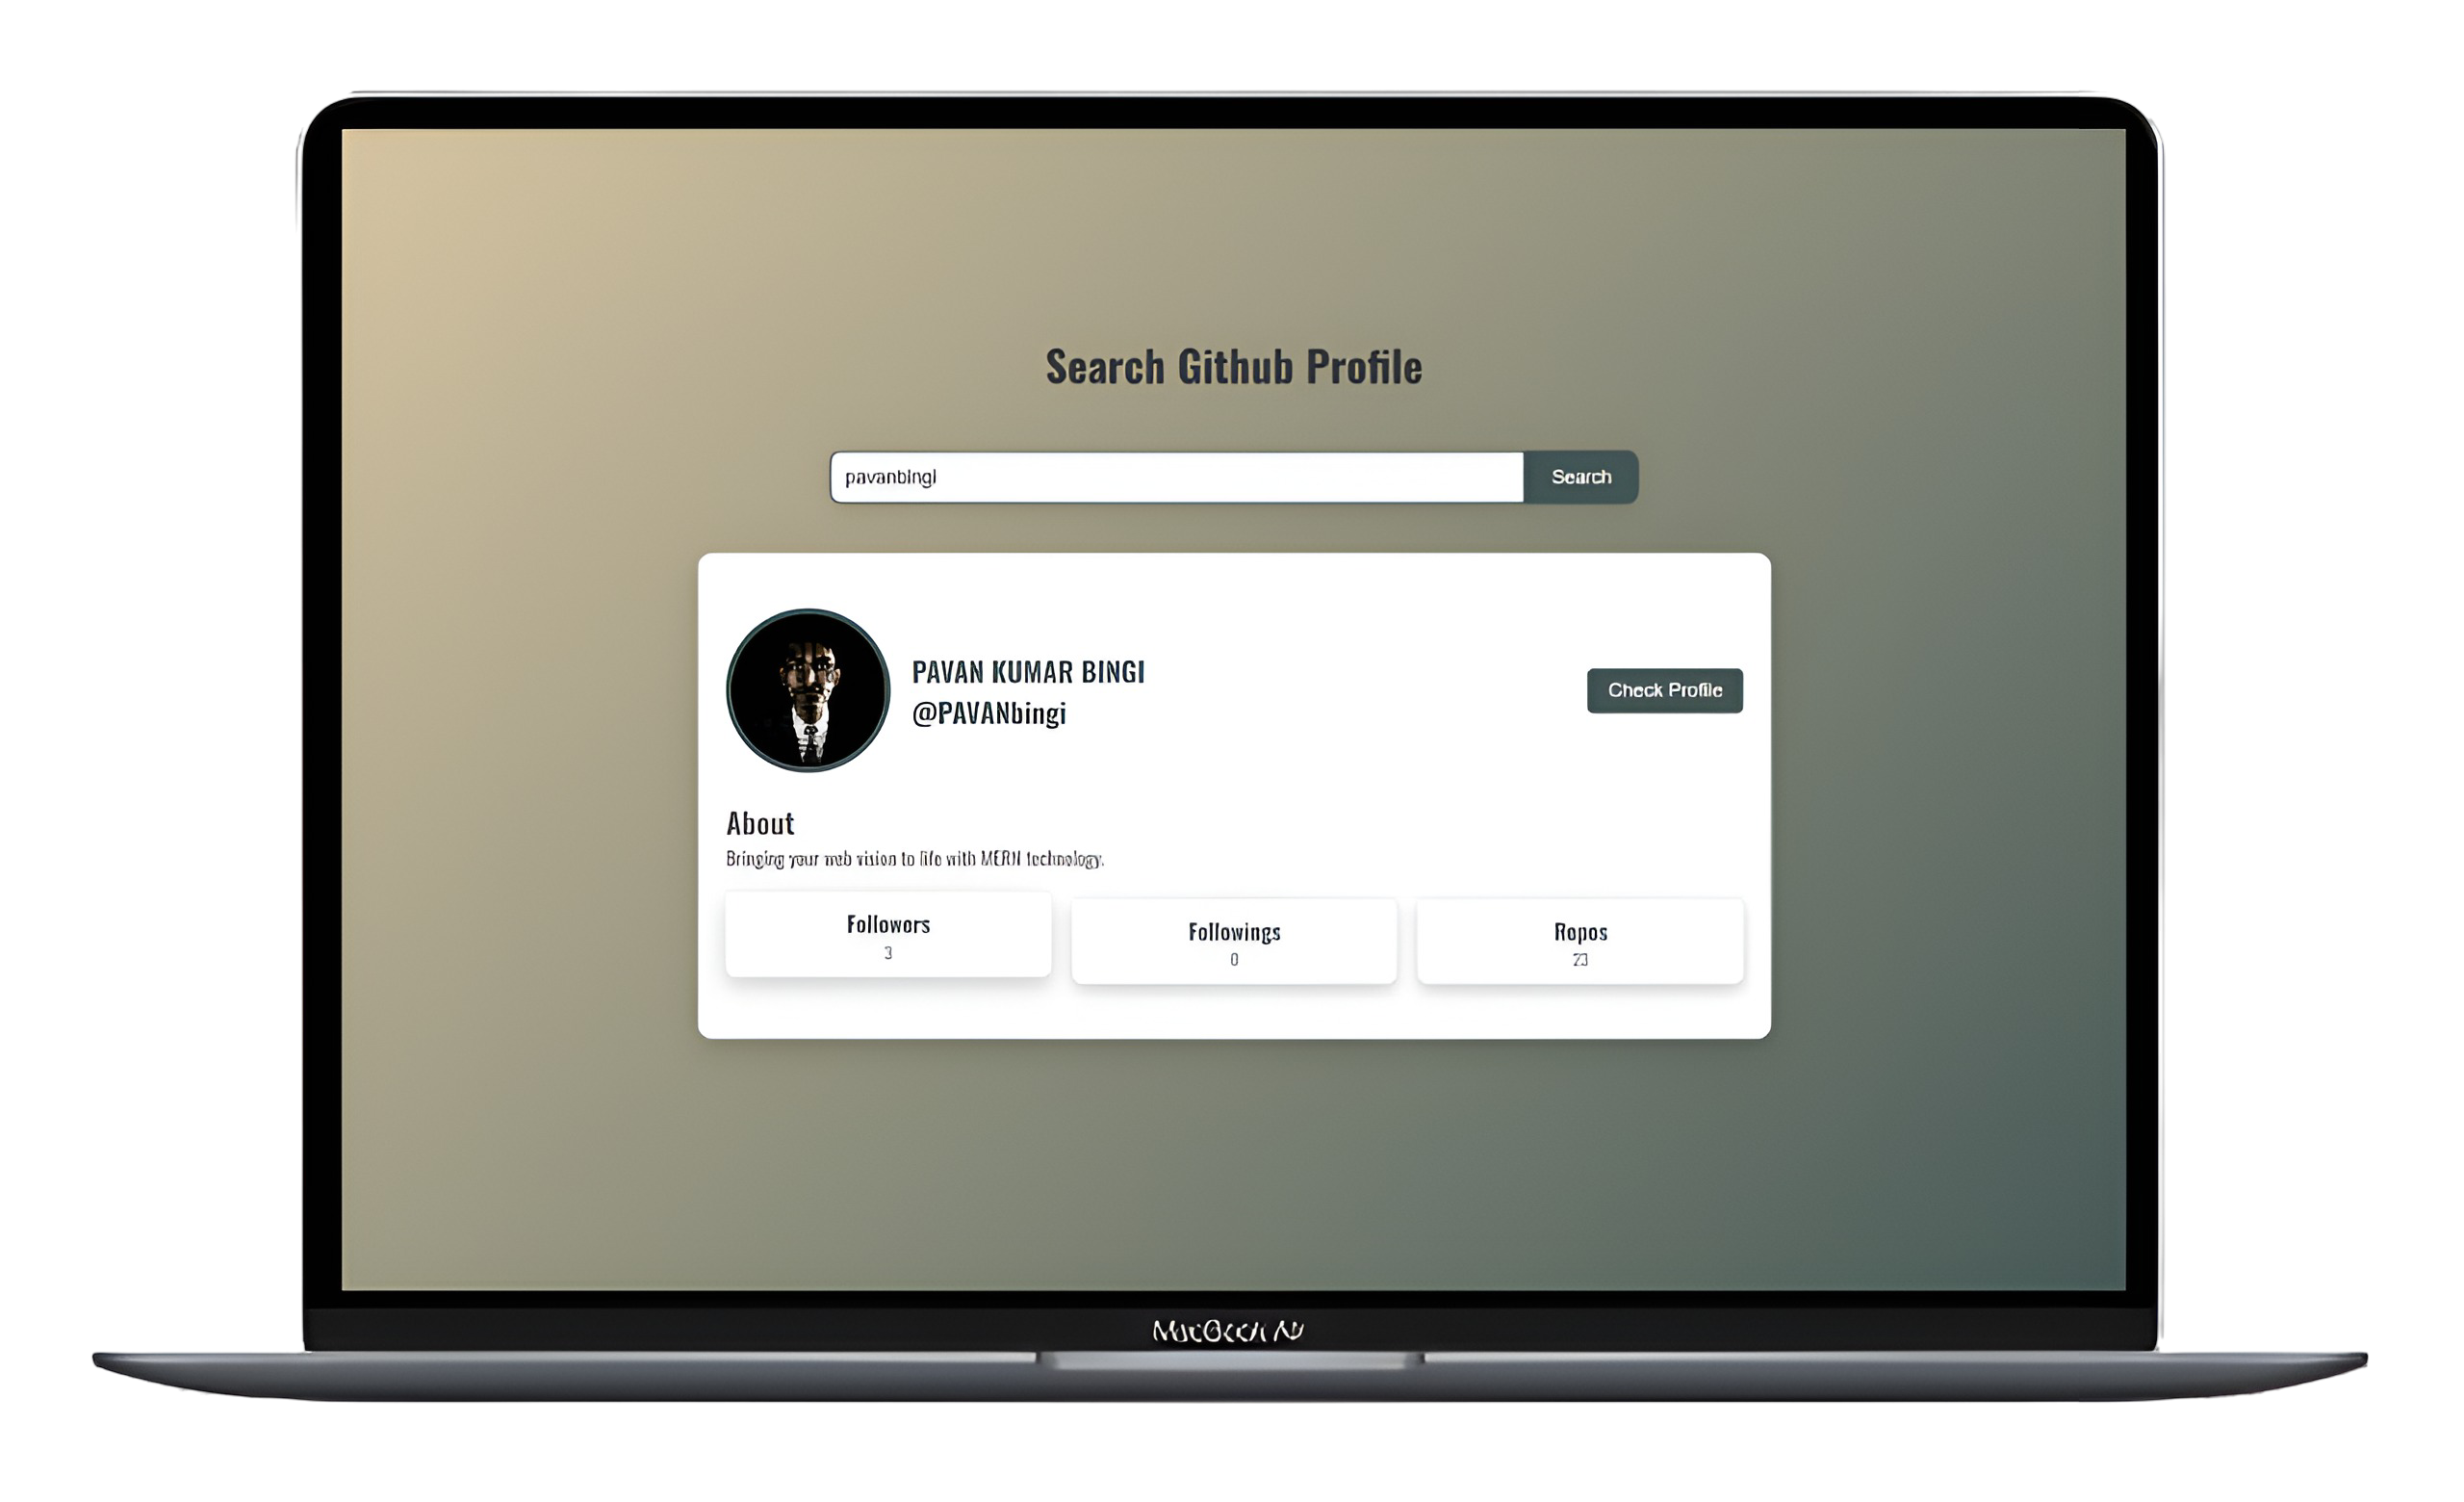 Search Github Profile
pavanbingi
Search
PAVAN KUMAR BINGI
@PAVANbingi
Check Profile
About
Bringing your web vision to life with MERN technology.
Followers
3
Followings
0
Repos
23
MacBook Air